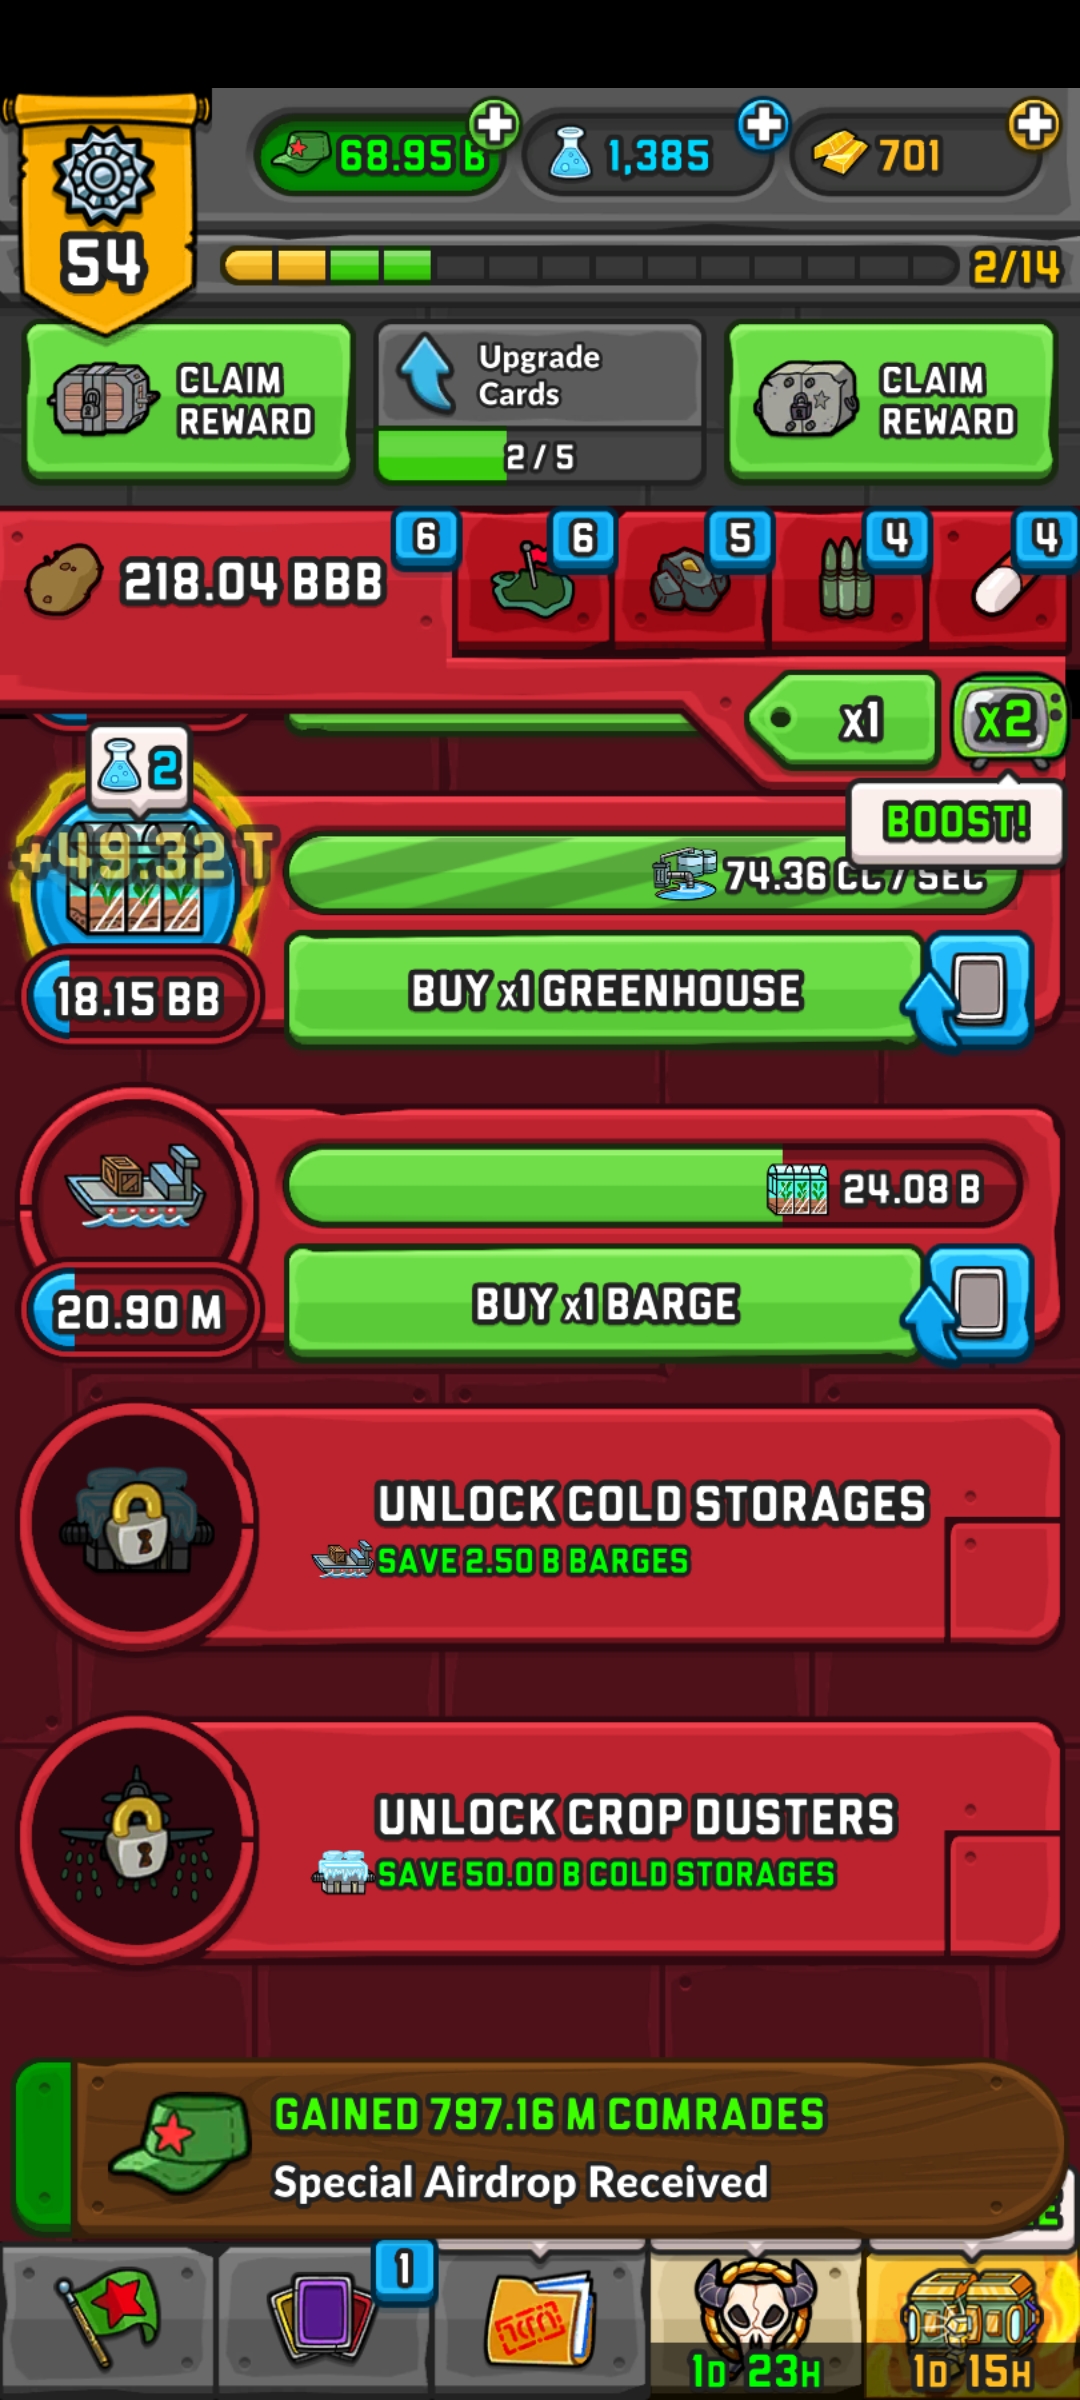 54
68.95 B
1,385
701
2/14
CLAIM
REWARD
Upgrade
Cards
2 / 5
CLAIM
REWARD
218.04 BBB
6
6
5
4
4
x1
x2
BOOST!
2
+49.32 T
74.36 CC / SEC
18.15 BB
BUY x1 GREENHOUSE
24.08 B
20.90 M
BUY x1 BARGE
UNLOCK COLD STORAGES
SAVE 2.50 B BARGES
UNLOCK CROP DUSTERS
SAVE 50.00 B COLD STORAGES
GAINED 797.16 M COMRADES
Special Airdrop Received
1
1D 23H
1D 15H